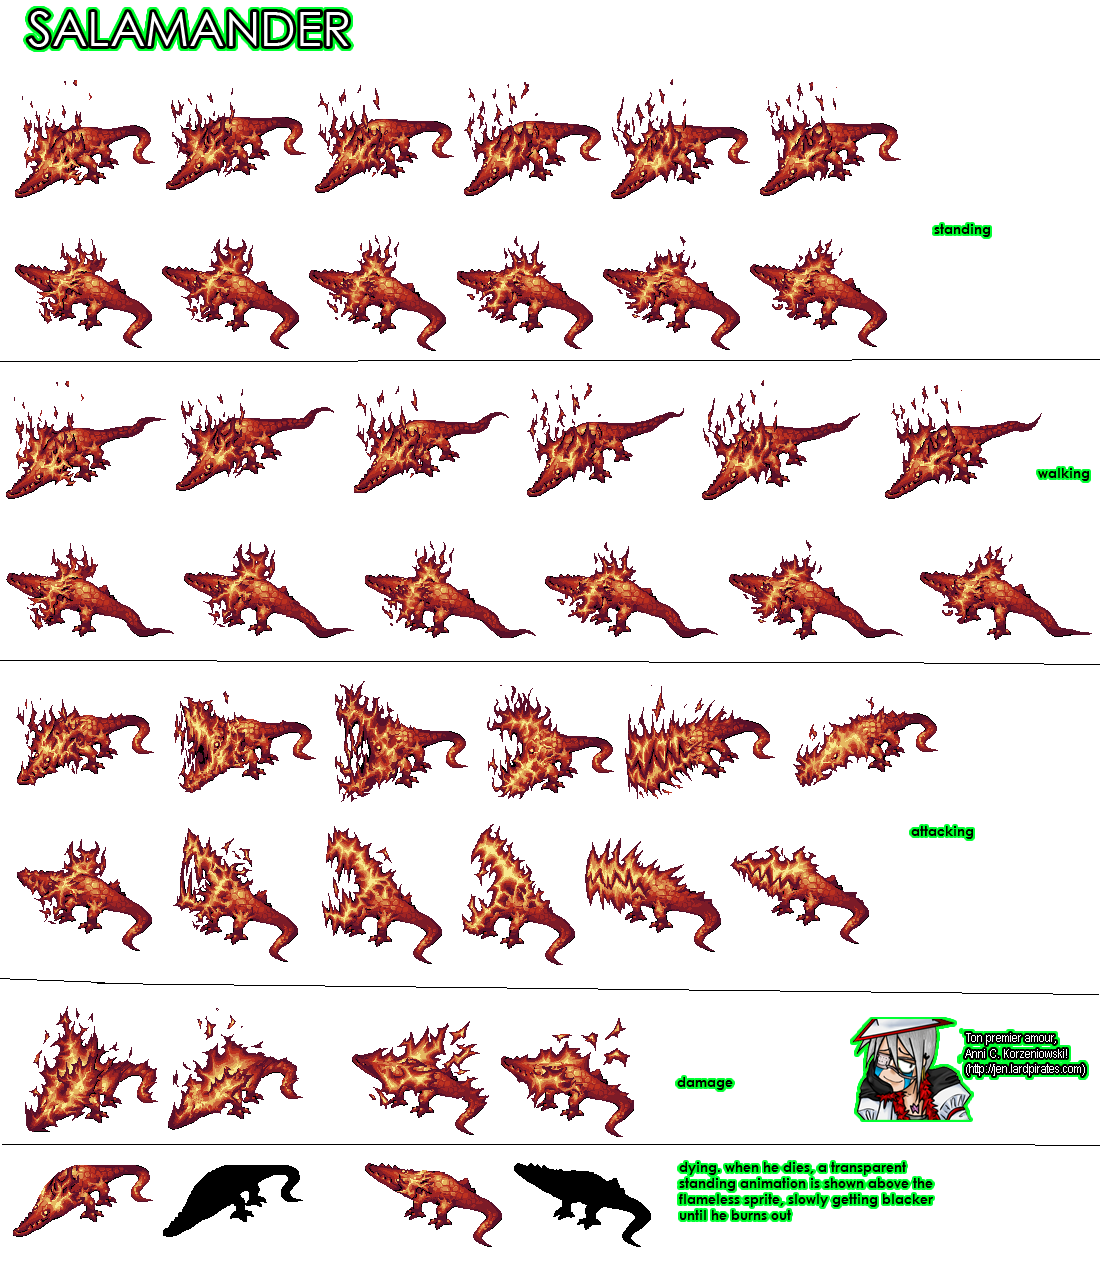 SALAMANDER
standing
walking
attacking
Ton premier amour,
Anni C. Korzeniowski!
(http://jen.lardpirates.com)
damage
dying. when he dies, a transparent
standing animation is shown above the
flameless sprite, slowly getting blacker
until he burns out